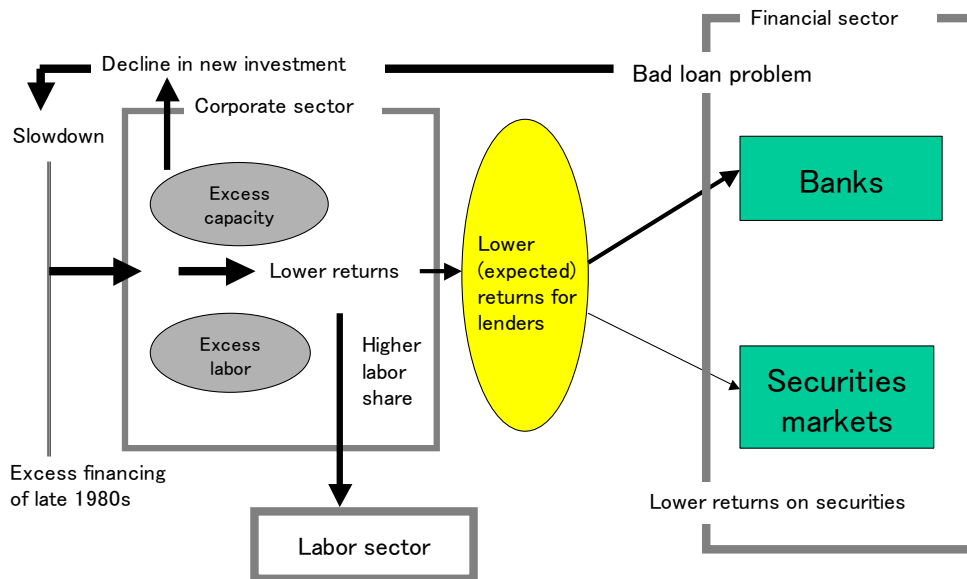 Financial sector
Decline in new investment
Bad loan problem
Corporate sector
Slowdown
Excess
capacity
Banks
Lower returns
Lower
(expected)
returns for
lenders
Excess
labor
Higher
labor
share
Securities
markets
Excess financing
of late 1980s
Lower returns on securities
Labor sector